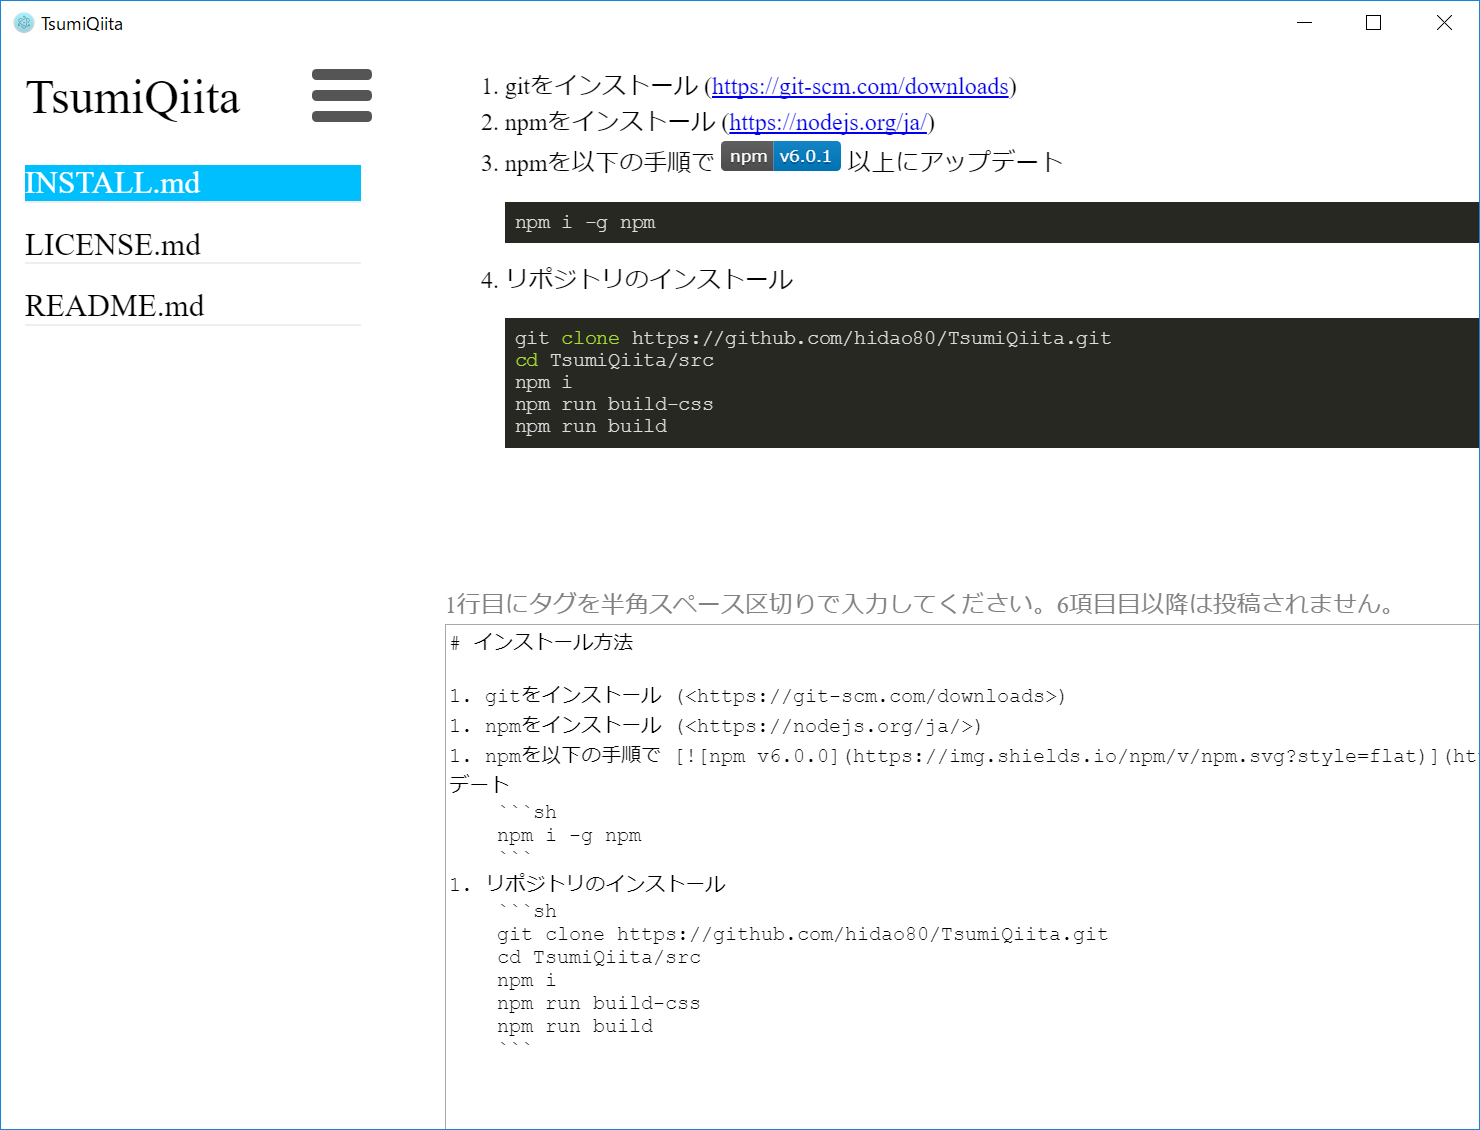 TsumiQiita
TsumiQiita
INSTALL.md
LICENSE.md
README.md
1. gitをインストール (https://git-scm.com/downloads)
2. npmをインストール (https://nodejs.org/ja/)
3. npmを以下の手順で npm v6.0.1 以上にアップデート
npm i -g npm
4. リポジトリのインストール
git clone https://github.com/hidao80/TsumiQiita.git
cd TsumiQiita/src
npm i
npm run build-css
npm run build
1行目にタグを半角スペース区切りで入力してください。6項目目以降は投稿されません。
# インストール方法
1. gitをインストール (<https://git-scm.com/downloads>)
1. npmをインストール (<https://nodejs.org/ja/>)
1. npmを以下の手順で [![npm v6.0.0](https://img.shields.io/npm/v/npm.svg?style=flat)](ht
デート
```sh
npm i -g npm
```
1. リポジトリのインストール
```sh
git clone https://github.com/hidao80/TsumiQiita.git
cd TsumiQiita/src
npm i
npm run build-css
npm run build
```